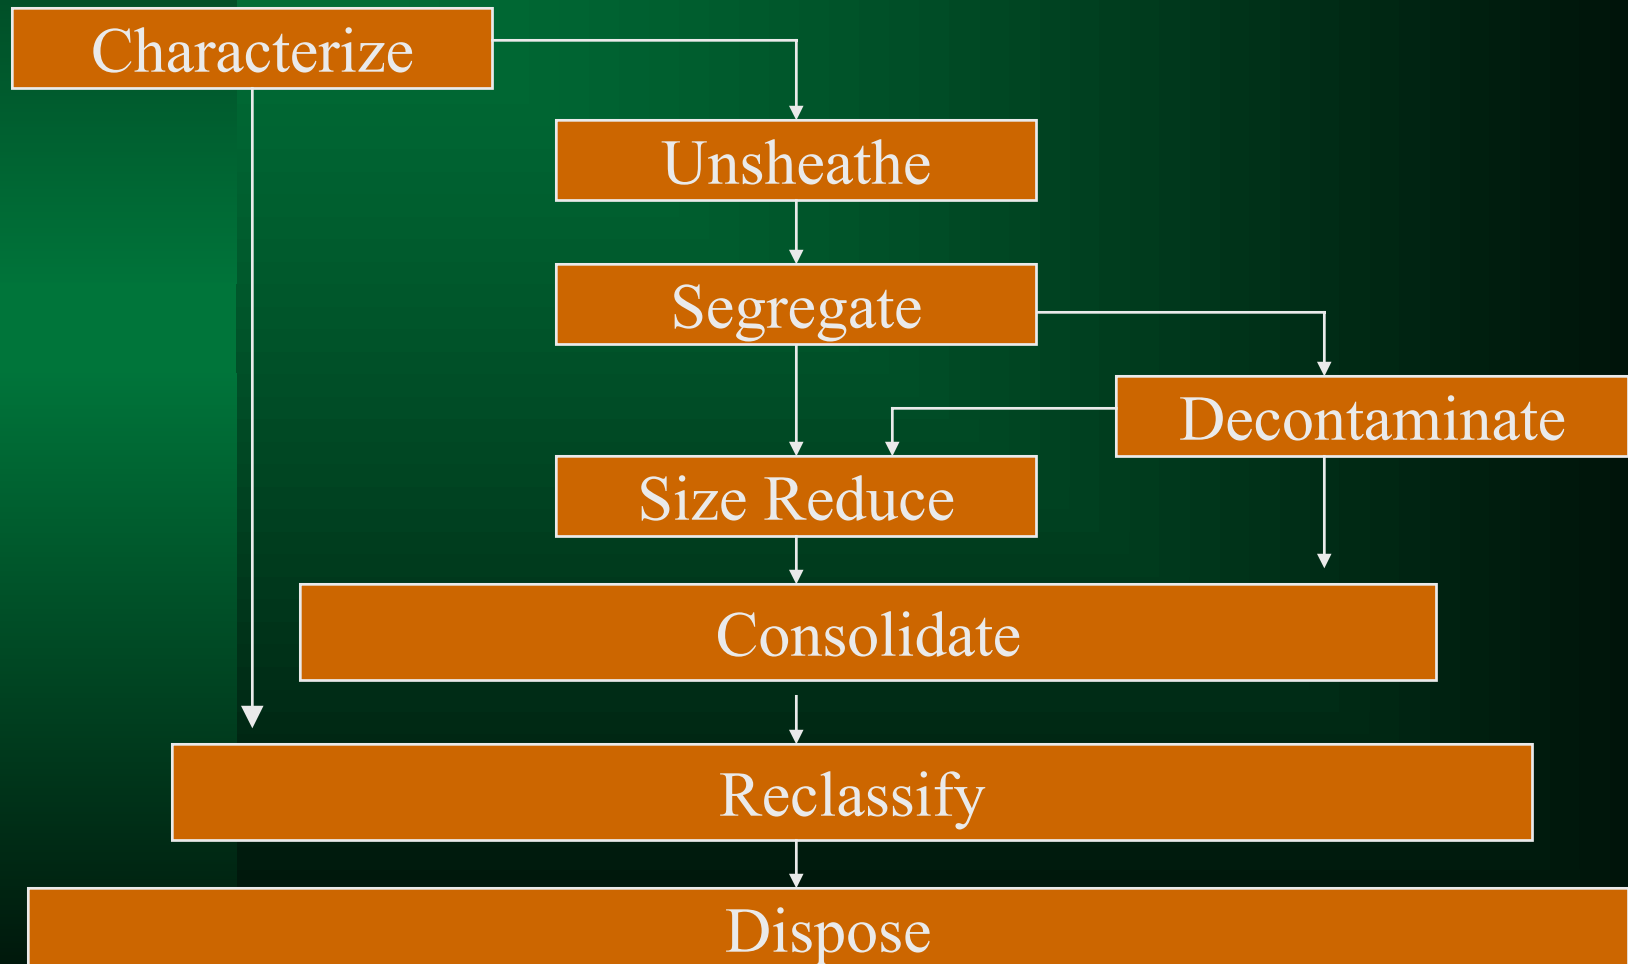 Characterize
Unsheathe
Segregate
Decontaminate
Size Reduce
Consolidate
Reclassify
Dispose